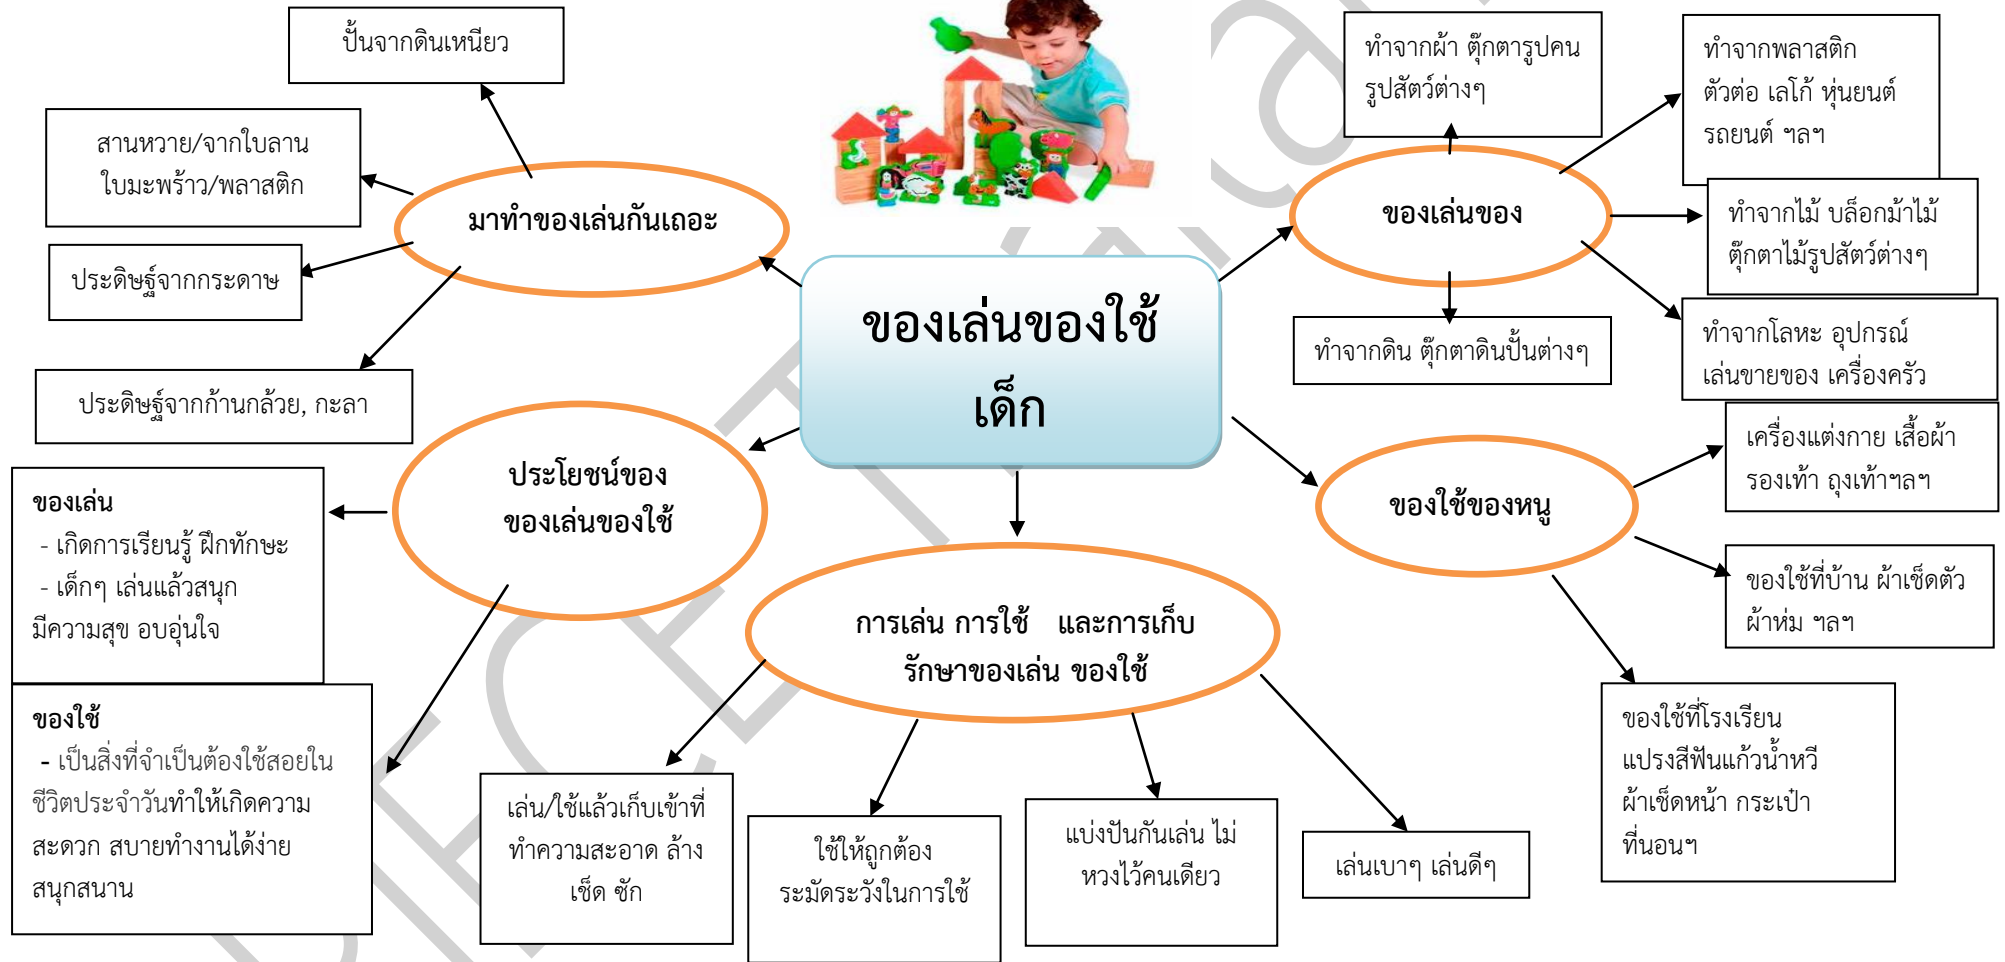 ปั้นจากดินเหนียว
สานหวาย/จากใบลาน
ใบมะพร้าว/พลาสติก
ประดิษฐ์จากกระดาษ
ประดิษฐ์จากก้านกล้วย, กะลา
มาทำของเล่นกันเถอะ
ของเล่นของใช้
เด็ก
ของเล่นของ
ทำจากผ้า ตุ๊กตารูปคน
รูปสัตว์ต่างๆ
ทำจากพลาสติก
ตัวต่อ เลโก้ หุ่นยนต์
รถยนต์ ฯลฯ
ทำจากไม้ บล็อกม้าไม้
ตุ๊กตาไม้รูปสัตว์ต่างๆ
ทำจากโลหะ อุปกรณ์
เล่นขายของ เครื่องครัว
ทำจากดิน ตุ๊กตาดินปั้นต่างๆ
ของใช้ของหนู
เครื่องแต่งกาย เสื้อผ้า
รองเท้า ถุงเท้าฯลฯ
ของใช้ที่บ้าน ผ้าเช็ดตัว
ผ้าห่ม ฯลฯ
ของใช้ที่โรงเรียน
แปรงสีฟันแก้วน้ำหวี
ผ้าเช็ดหน้า กระเป๋า
ที่นอนฯ
ประโยชน์ของ
ของเล่นของใช้
ของเล่น
- เกิดการเรียนรู้ ฝึกทักษะ
- เด็กๆ เล่นแล้วสนุก
มีความสุข อบอุ่นใจ
ของใช้
- เป็นสิ่งที่จำเป็นต้องใช้สอยใน
ชีวิตประจำวันทำให้เกิดความ
สะดวก สบายทำงานได้ง่าย
สนุกสนาน
การเล่น การใช้ และการเก็บ
รักษาของเล่น ของใช้
เล่น/ใช้แล้วเก็บเข้าที่
ทำความสะอาด ล้าง
เช็ด ซัก
ใช้ให้ถูกต้อง
ระมัดระวังในการใช้
แบ่งปันกันเล่น ไม่
หวงไว้คนเดียว
เล่นเบาๆ เล่นดีๆ